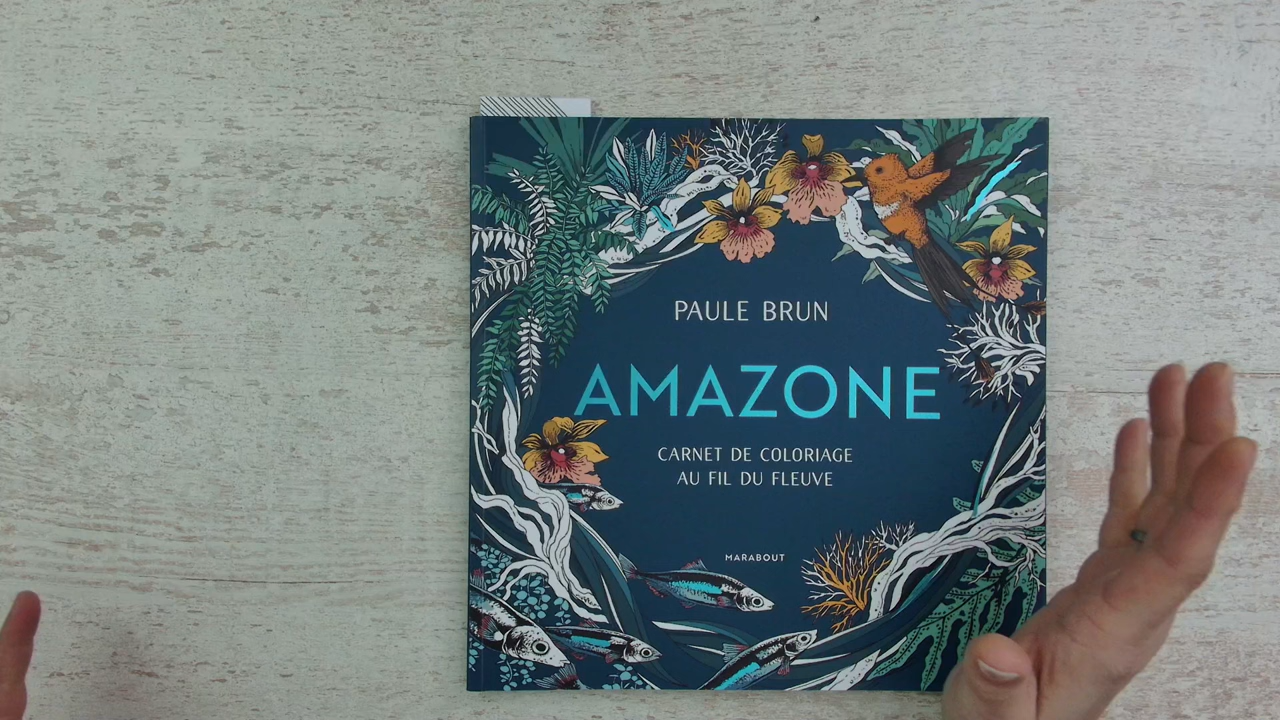 PAULE BRUN
AMAZONE
CARNET DE COLORIAGE
AU FIL DU FLEUVE
MARABOUT